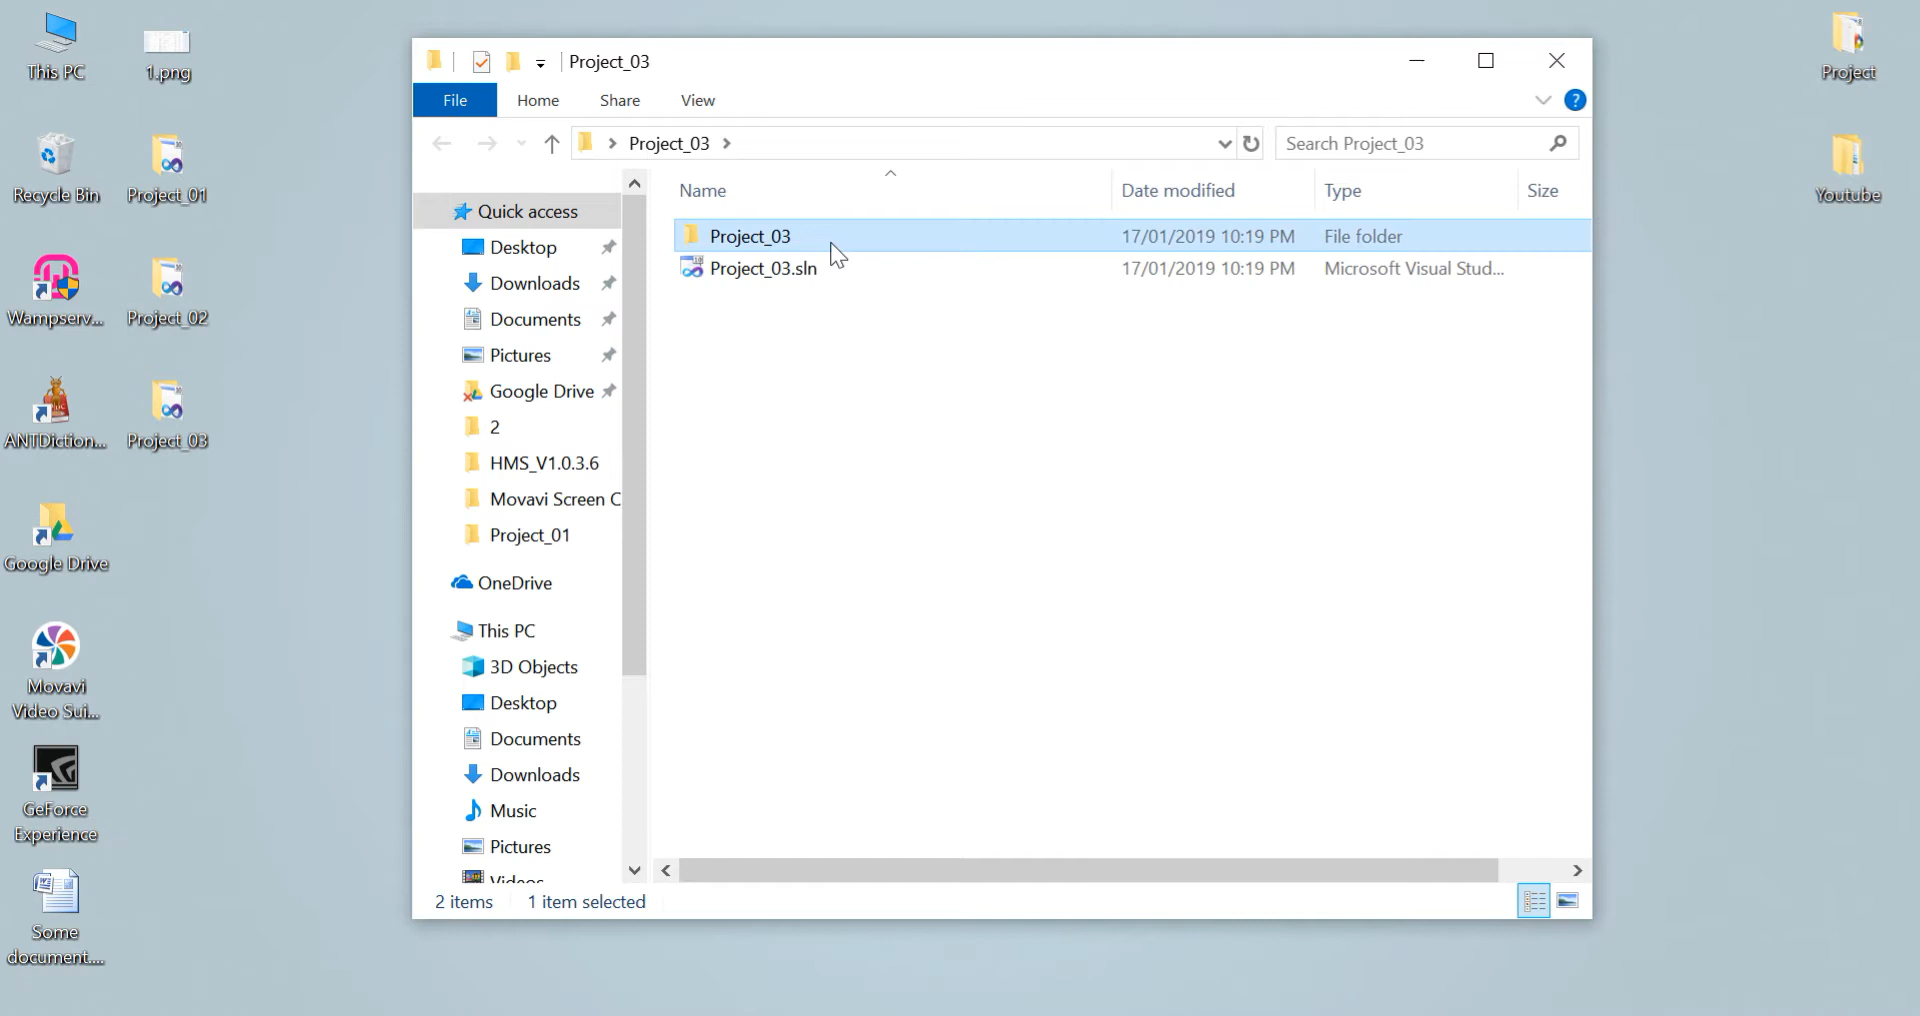 This PC
1.png
Recycle Bin
Project_01
Wampserv...
Project_02
ANTDiction...
Project_03
Google Drive
Movavi
Video Sui...
GeForce
Experience
Some
document....
Project_03
File
Home
Share
View
?
Project_03
Search Project_03
Quick access
Desktop
Downloads
Documents
Pictures
Google Drive
2
HMS_V1.0.3.6
Movavi Screen C
Project_01
OneDrive
This PC
3D Objects
Desktop
Documents
Downloads
Music
Pictures
Videos
Name
Date modified
Type
Size
Project_03
17/01/2019 10:19 PM
File folder
Project_03.sln
17/01/2019 10:19 PM
Microsoft Visual Stud...
2 items
1 item selected
Project
Youtube